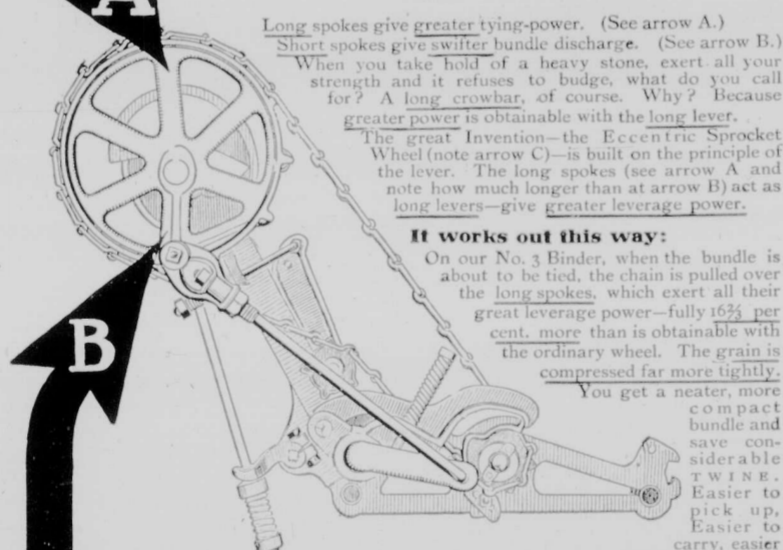 A
Long spokes give greater tying-power. (See arrow A.)
Short spokes give swifter bundle discharge. (See arrow B.)
When you take hold of a heavy stone, exert all your
strength and it refuses to budge, what do you call
for? A long crowbar, of course. Why? Because
greater power is obtainable with the long lever.
The great Invention—the Eccentric Sprocket
Wheel (note arrow C)—is built on the principle of
the lever. The long spokes (see arrow A and
note how much longer than at arrow B) act as
long levers—give greater leverage power.
It works out this way:
On our No. 3 Binder, when the bundle is
about to be tied, the chain is pulled over
the long spokes, which exert all their
great leverage power—fully 16⅔ per
cent. more than is obtainable with
the ordinary wheel. The grain is
compressed far more tightly.
You get a neater, more
compact
bundle and
save con-
siderable
TWINE.
Easier to
pick up,
Easier to
carry, easier
B